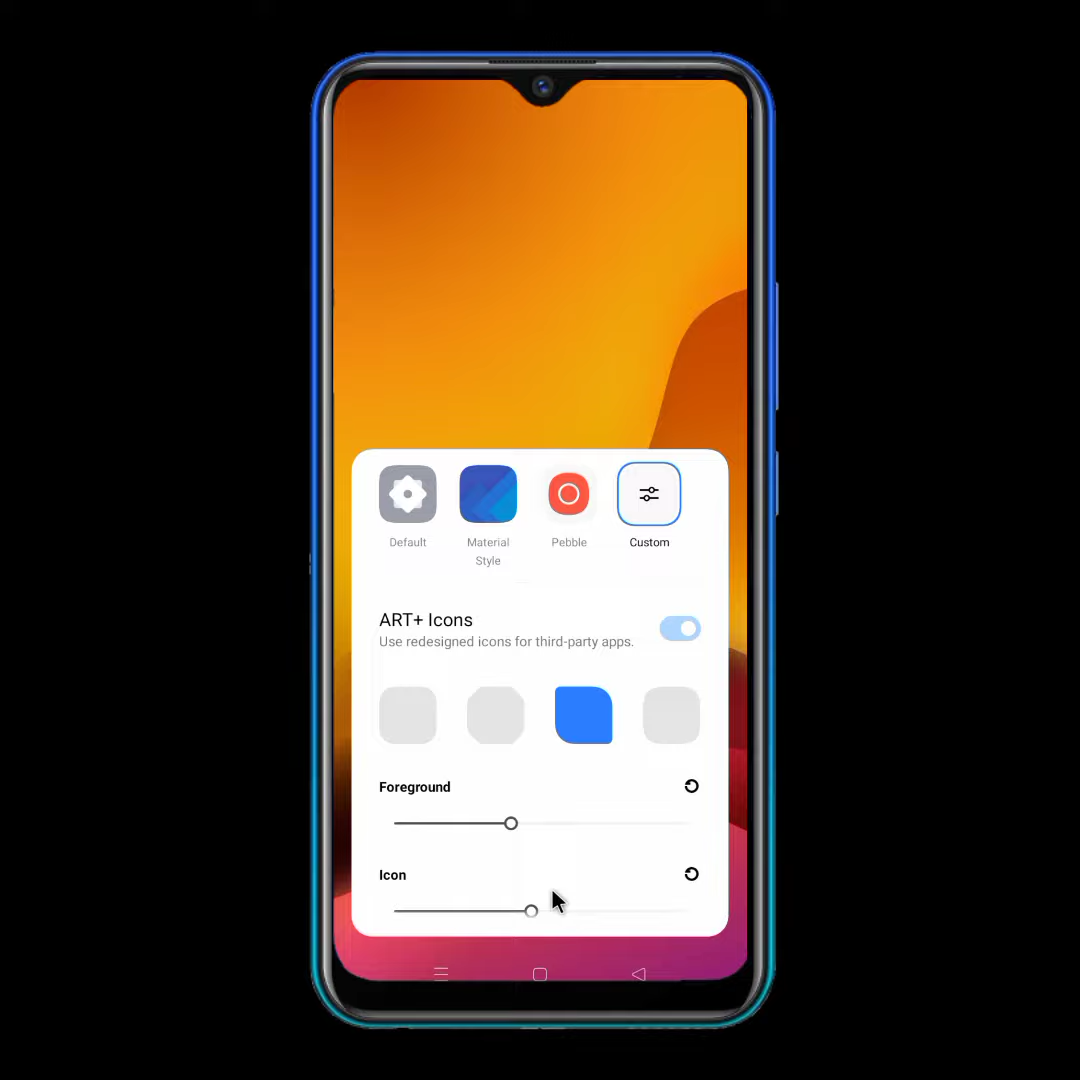 Default
Material
Style
Pebble
Custom
ART+ Icons
Use redesigned icons for third-party apps.
Foreground
Icon